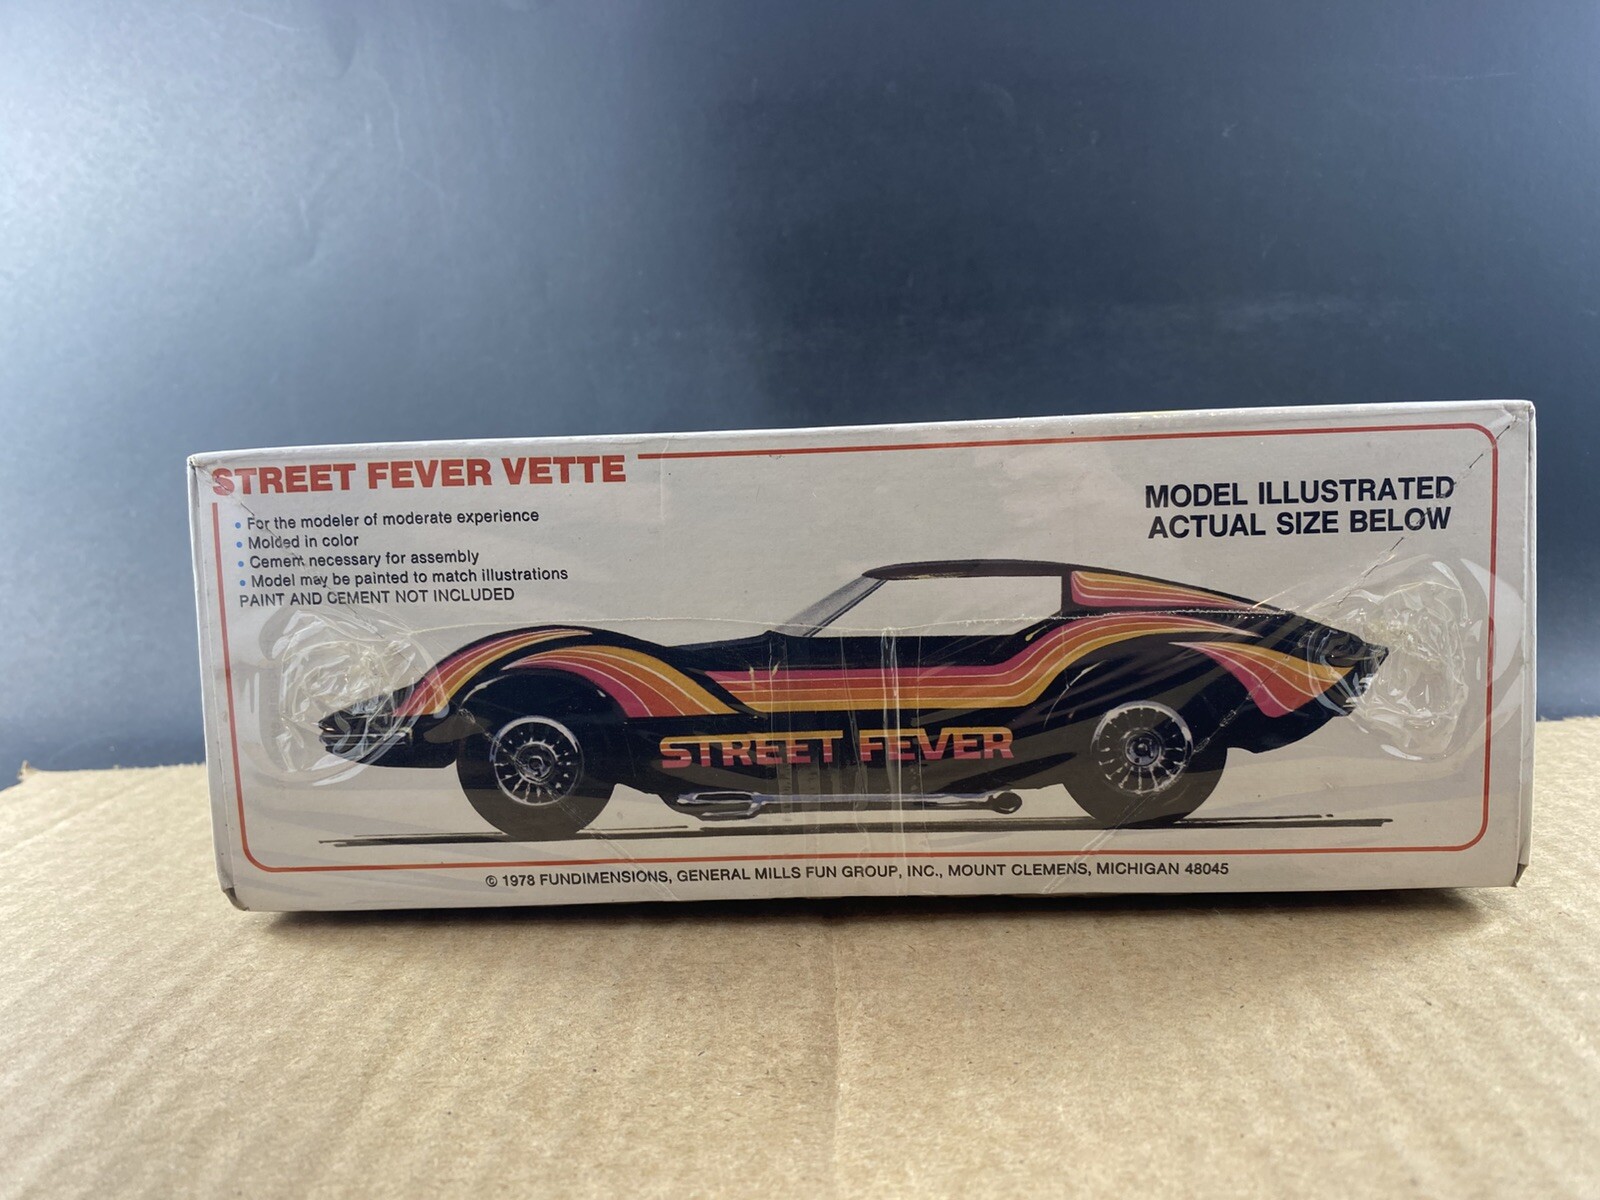 STREET FEVER VETTE
• For the modeler of moderate experience
• Molded in color
• Cement necessary for assembly
• Model may be painted to match illustrations
PAINT AND CEMENT NOT INCLUDED
MODEL ILLUSTRATED
ACTUAL SIZE BELOW
STREET FEVER
© 1978 FUNDIMENSIONS, GENERAL MILLS FUN GROUP, INC., MOUNT CLEMENS, MICHIGAN 48045